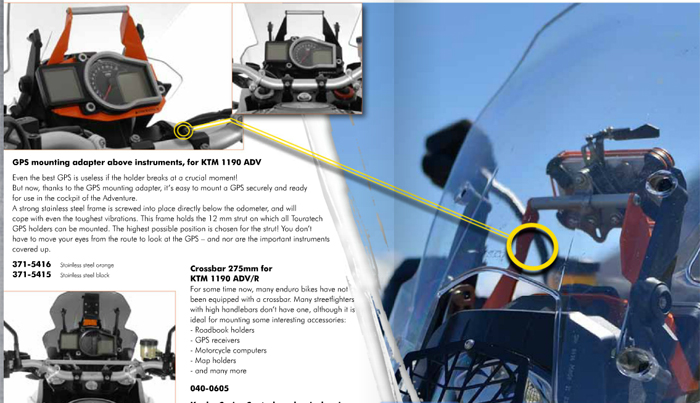 GPS mounting adapter above instruments, for KTM 1190 ADV
Even the best GPS is useless if the holder breaks at a crucial moment!
But now, thanks to the GPS mounting adapter, it's easy to mount a GPS securely and ready
for use in the cockpit of the Adventure.
A strong stainless steel frame is screwed into place directly below the odometer, and will
cope with even the toughest vibrations. This frame holds the 12 mm strut on which all Touratech
GPS holders can be mounted. The highest possible position is chosen for the strut! You don't
have to move your eyes from the route to look at the GPS – and nor are the important instruments
covered up.
371-5416 Stainless steel orange
371-5415 Stainless steel black
Crossbar 275mm for
KTM 1190 ADV/R
For some time now, many enduro bikes have not
been equipped with a crossbar. Many streetfighters
with high handlebars don't have one, although it is
ideal for mounting some interesting accessories:
- Roadbook holders
- GPS receivers
- Motorcycle computers
- Map holders
- and many more
040-0605